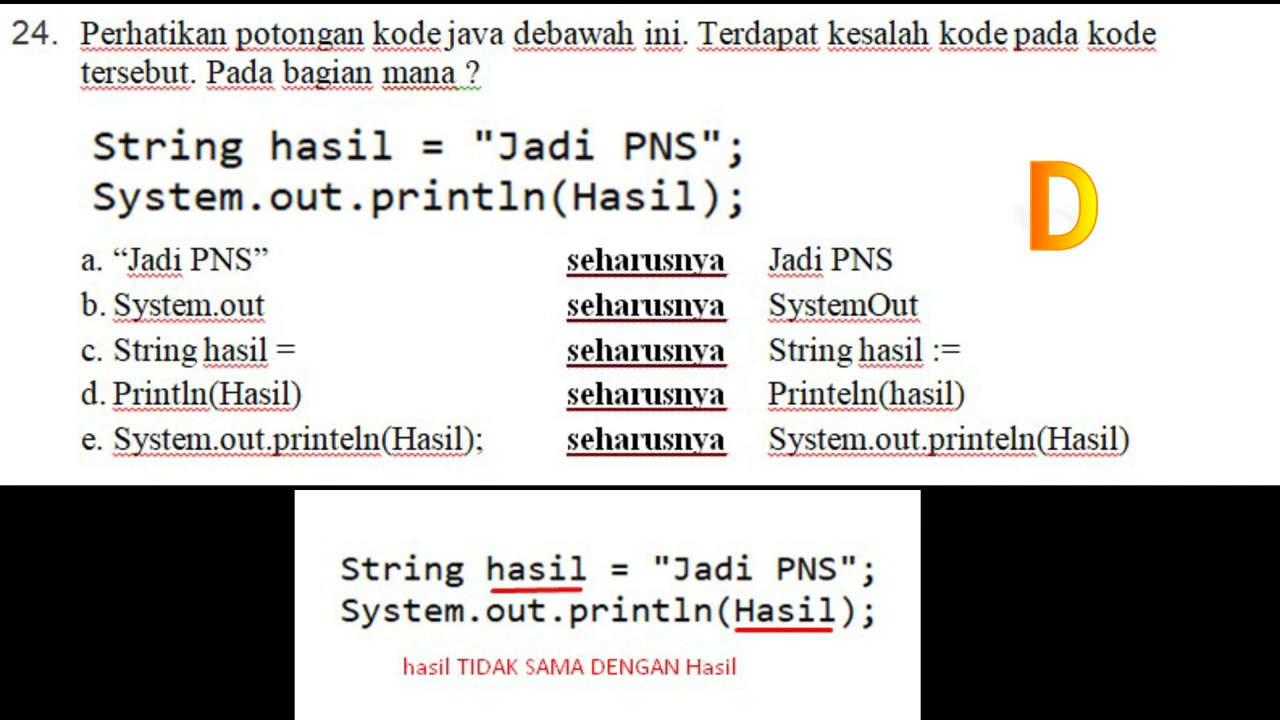 24. Perhatikan potongan kode java debawah ini. Terdapat kesalah kode pada kode
tersebut. Pada bagian mana ?
String hasil = "Jadi PNS";
System.out.println(Hasil);
D
a. “Jadi PNS” seharusnya Jadi PNS
b. System.out seharusnya SystemOut
c. String hasil = seharusnya String hasil :=
d. Println(Hasil) seharusnya Printeln(hasil)
e. System.out.printeln(Hasil); seharusnya System.out.printeln(Hasil)
String hasil = "Jadi PNS";
System.out.println(Hasil);
hasil TIDAK SAMA DENGAN Hasil